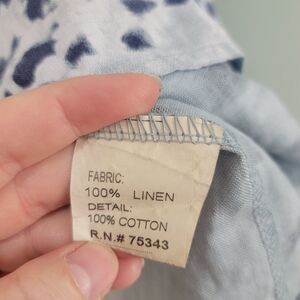 FABRIC:
100% LINEN
DETAIL:
100% COTTON
R.N.# 75343